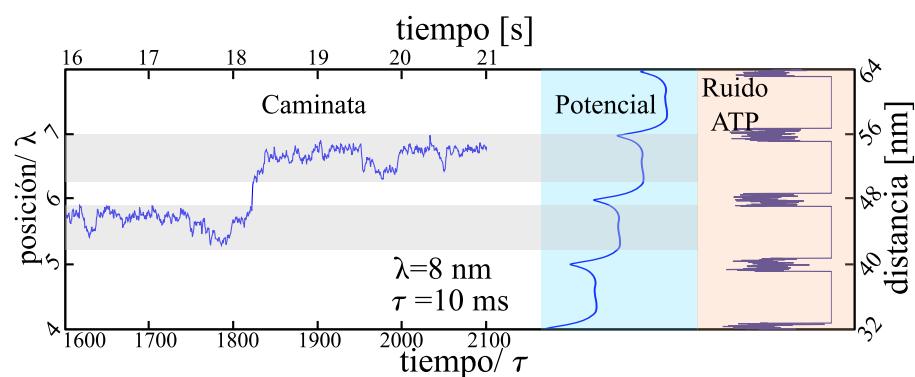 tiempo [s]
16 17 18 19 20 21
Caminata
Potencial
Ruido
ATP
posición/ λ
7
6
5
4
64
56
48
40
32
distancia [nm]
λ=8 nm
τ =10 ms
1600 1700 1800 1900 2000 2100
tiempo/ τ